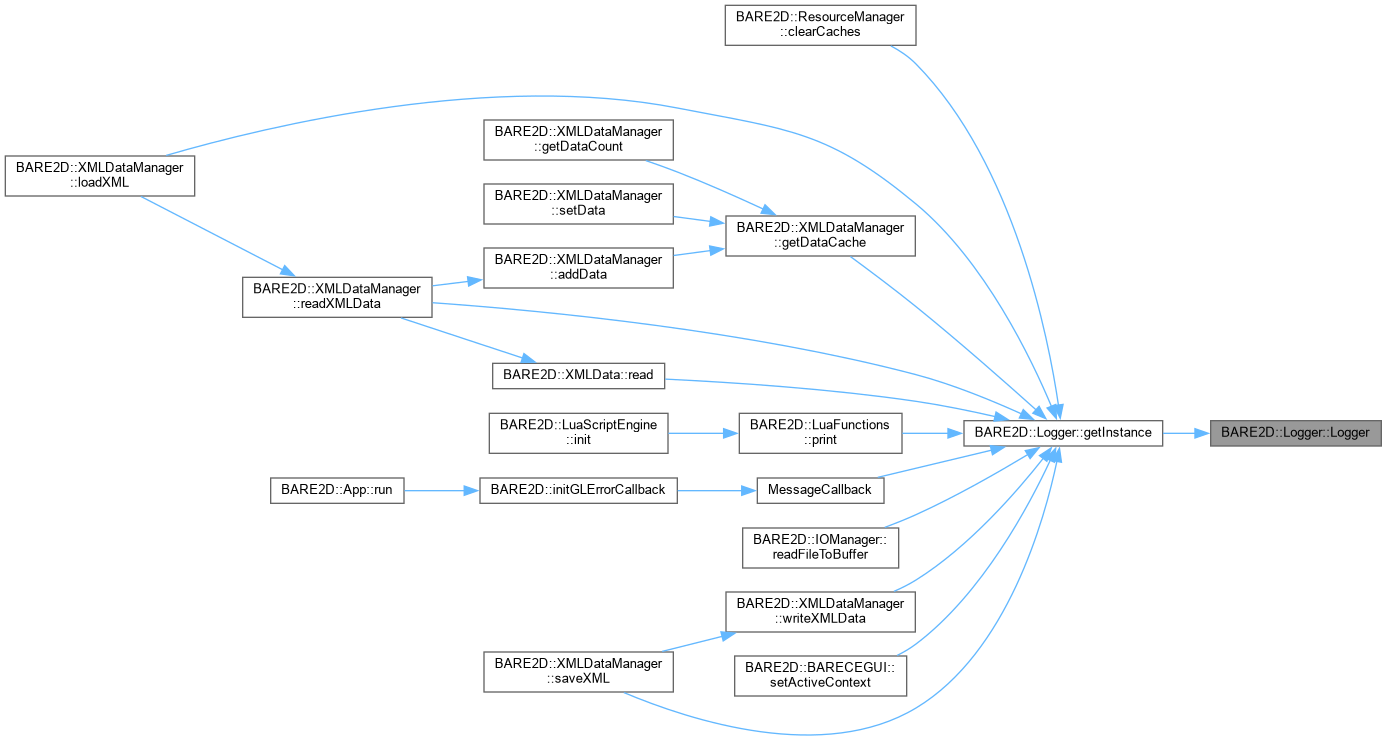 BARE2D::ResourceManager
::clearCaches
BARE2D::XMLDataManager
::getDataCount
BARE2D::XMLDataManager
::loadXML
BARE2D::XMLDataManager
::setData
BARE2D::XMLDataManager
::getDataCache
BARE2D::XMLDataManager
::addData
BARE2D::XMLDataManager
::readXMLData
BARE2D::XMLData::read
BARE2D::LuaScriptEngine
::init
BARE2D::LuaFunctions
::print
BARE2D::Logger::getInstance
BARE2D::Logger::Logger
BARE2D::App::run
BARE2D::initGLErrorCallback
MessageCallback
BARE2D::IOManager::
readFileToBuffer
BARE2D::XMLDataManager
::writeXMLData
BARE2D::XMLDataManager
::saveXML
BARE2D::BARECEGUI::
setActiveContext